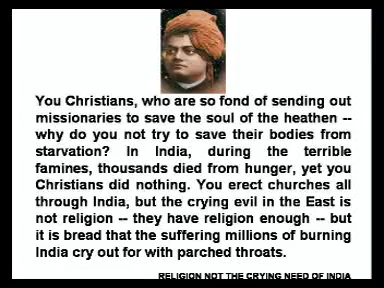 You Christians, who are so fond of sending out
missionaries to save the soul of the heathen --
why do you not try to save their bodies from
starvation? In India, during the terrible
famines, thousands died from hunger, yet you
Christians did nothing. You erect churches all
through India, but the crying evil in the East is
not religion -- they have religion enough -- but
it is bread that the suffering millions of burning
India cry out for with parched throats.
RELIGION NOT THE CRYING NEED OF INDIA